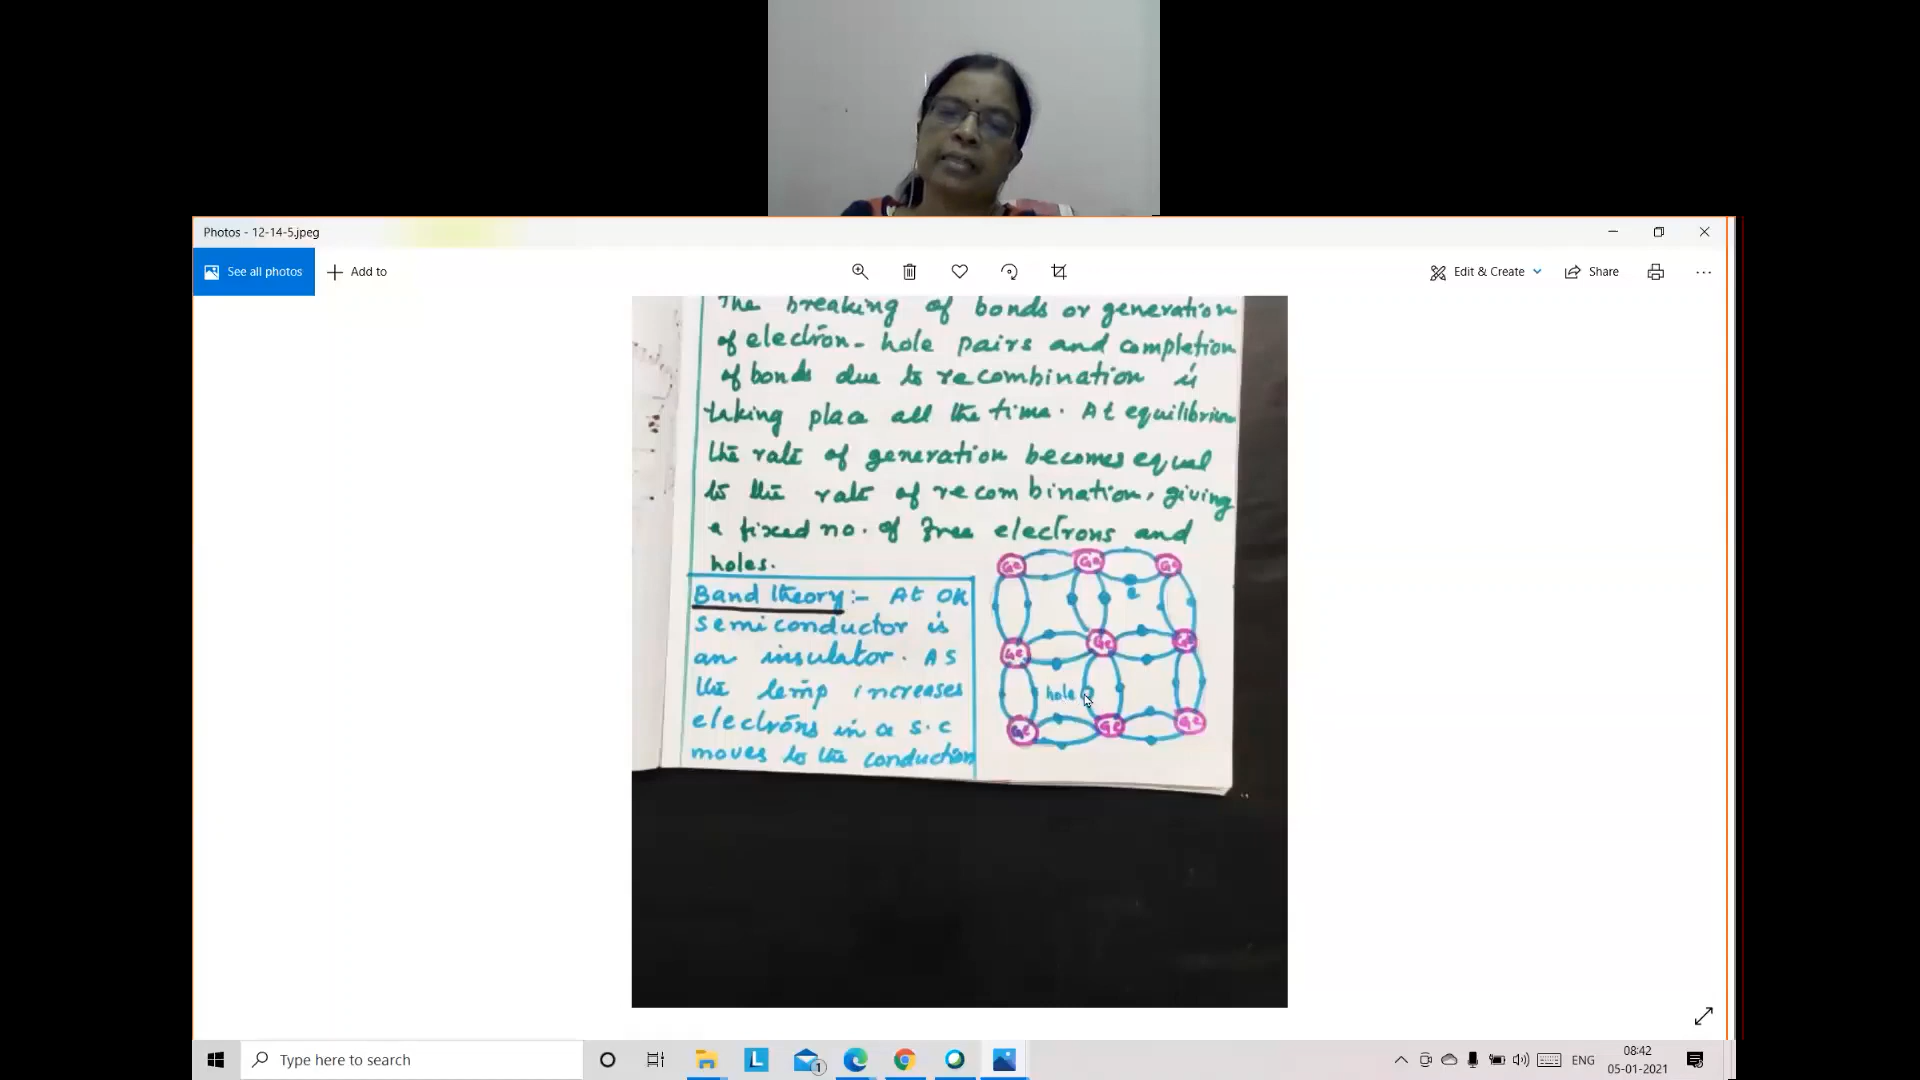 Photos - 12-14-5.jpeg
See all photos
Add to
Edit & Create
Share
The breaking of bonds or generation
of electron- hole pairs and completion
of bonds due to recombination is
taking place all the time. At equilibrium
the rate of generation becomes equal
to the rate of recombination, giving
a fixed no. of free electrons and
holes.
Band theory :- At 0K
semiconductor is
an insulator. As
the temp increases
electrons in a s.c
moves to the conduction
Ge Ge Ge
e
Ge Ge Ge
hole
Ge Ge Ge
Type here to search
1
ENG
08:42
05-01-2021